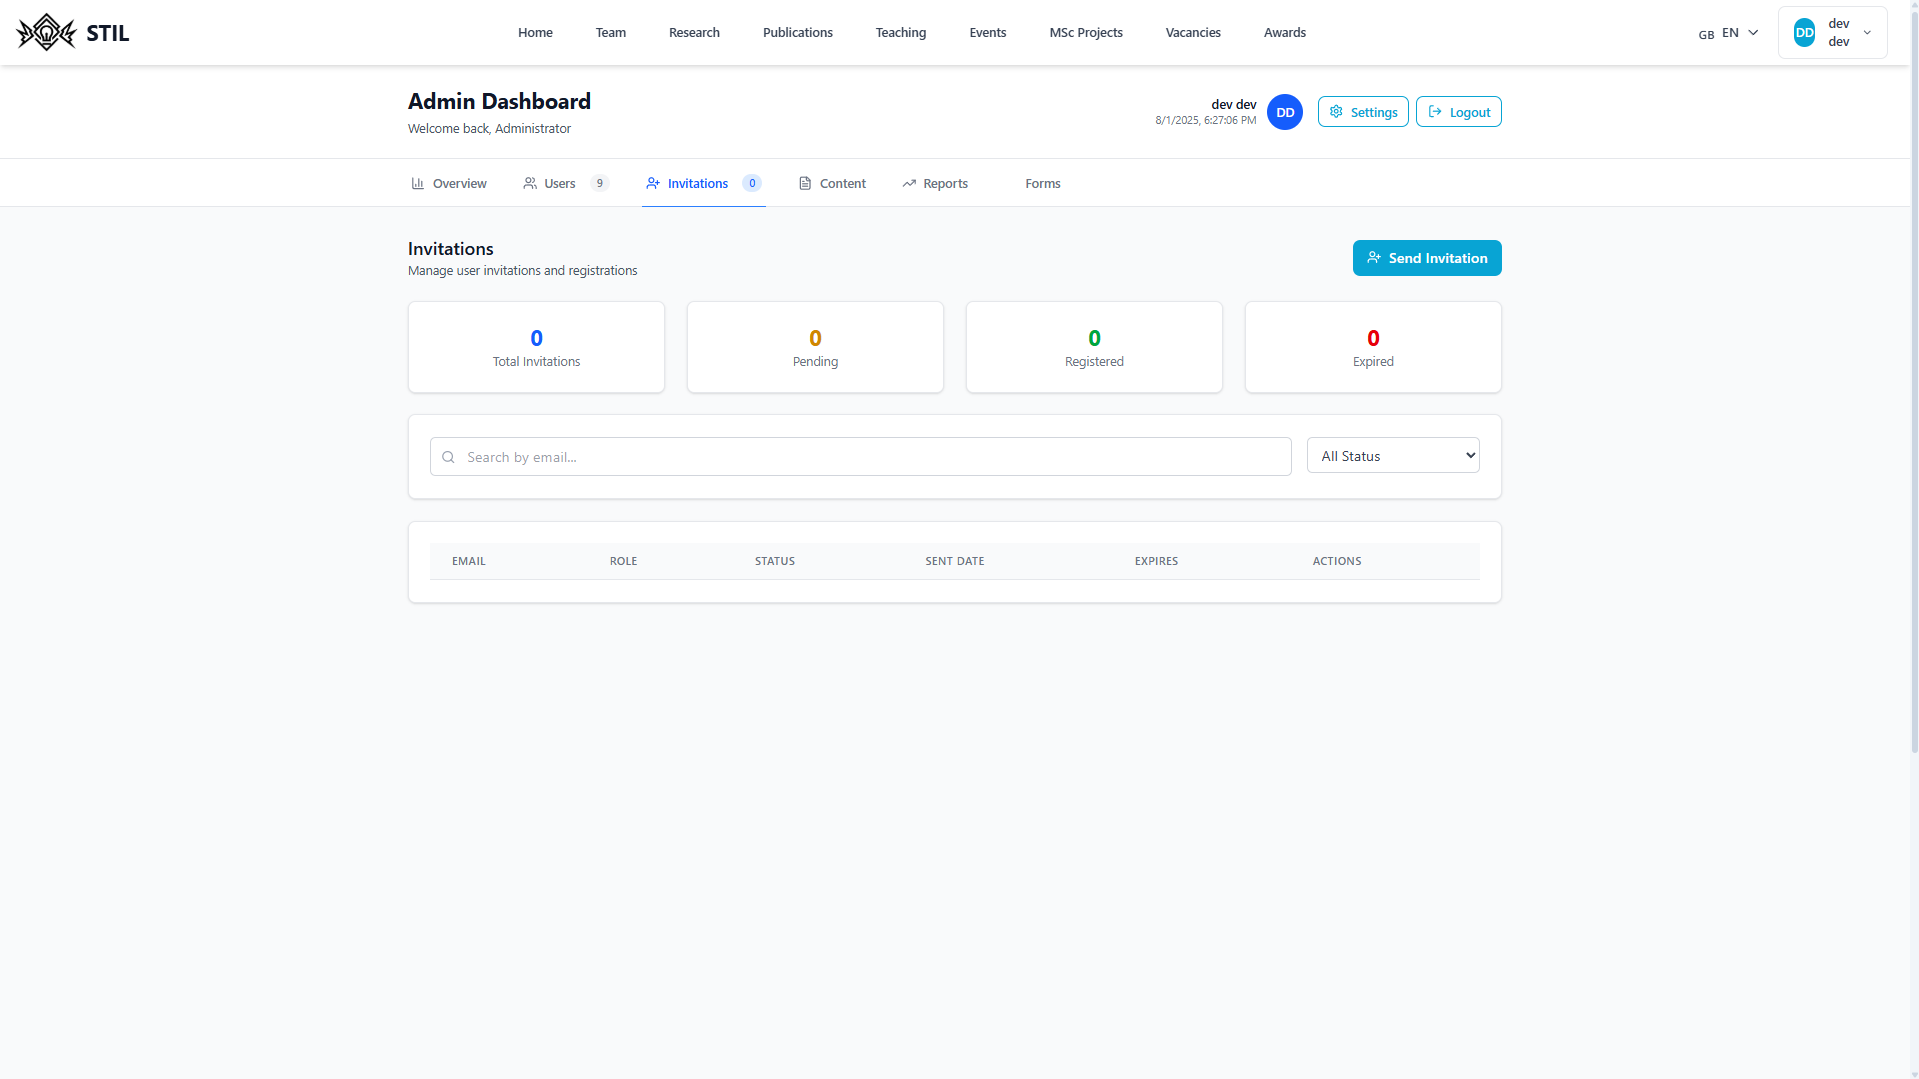 STIL
Home Team Research Publications Teaching Events MSc Projects Vacancies Awards
GB EN
DD dev dev
Admin Dashboard
Welcome back, Administrator
dev dev
8/1/2025, 6:27:06 PM
DD
Settings
Logout
Overview Users 9 Invitations 0 Content Reports Forms
Invitations
Manage user invitations and registrations
Send Invitation
0
Total Invitations
0
Pending
0
Registered
0
Expired
Search by email...
All Status
EMAIL ROLE STATUS SENT DATE EXPIRES ACTIONS